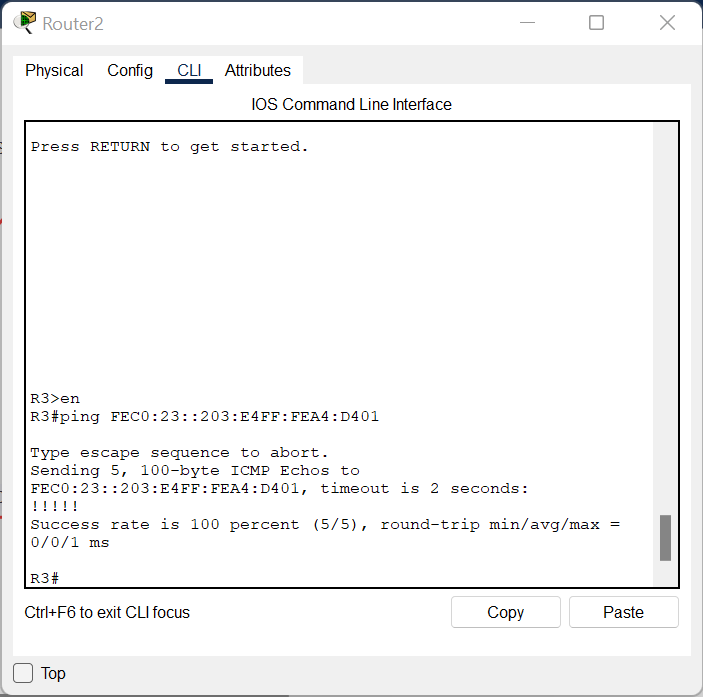 Router2
Physical Config CLI Attributes
IOS Command Line Interface
Press RETURN to get started.
R3>en
R3#ping FEC0:23::203:E4FF:FEA4:D401
Type escape sequence to abort.
Sending 5, 100-byte ICMP Echos to
FEC0:23::203:E4FF:FEA4:D401, timeout is 2 seconds:
!!!!!
Success rate is 100 percent (5/5), round-trip min/avg/max =
0/0/1 ms
R3#
Ctrl+F6 to exit CLI focus
Copy
Paste
Top